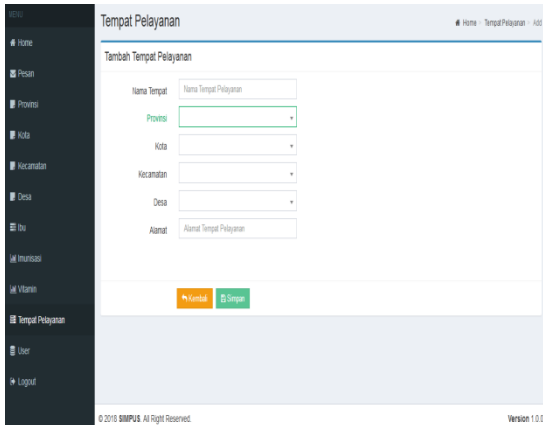 MENU
Home
Pesan
Provinsi
Kota
Kecamatan
Desa
Ibu
Imunisasi
Vitamin
Tempat Pelayanan
User
Logout
Tempat Pelayanan
Home > Tempat Pelayanan > Add
Tambah Tempat Pelayanan
Nama Tempat
Nama Tempat Pelayanan
Provinsi
Kota
Kecamatan
Desa
Alamat
Alamat Tempat Pelayanan
Kembali
Simpan
© 2018 SIMPUS. All Right Reserved.
Version 1.0.0